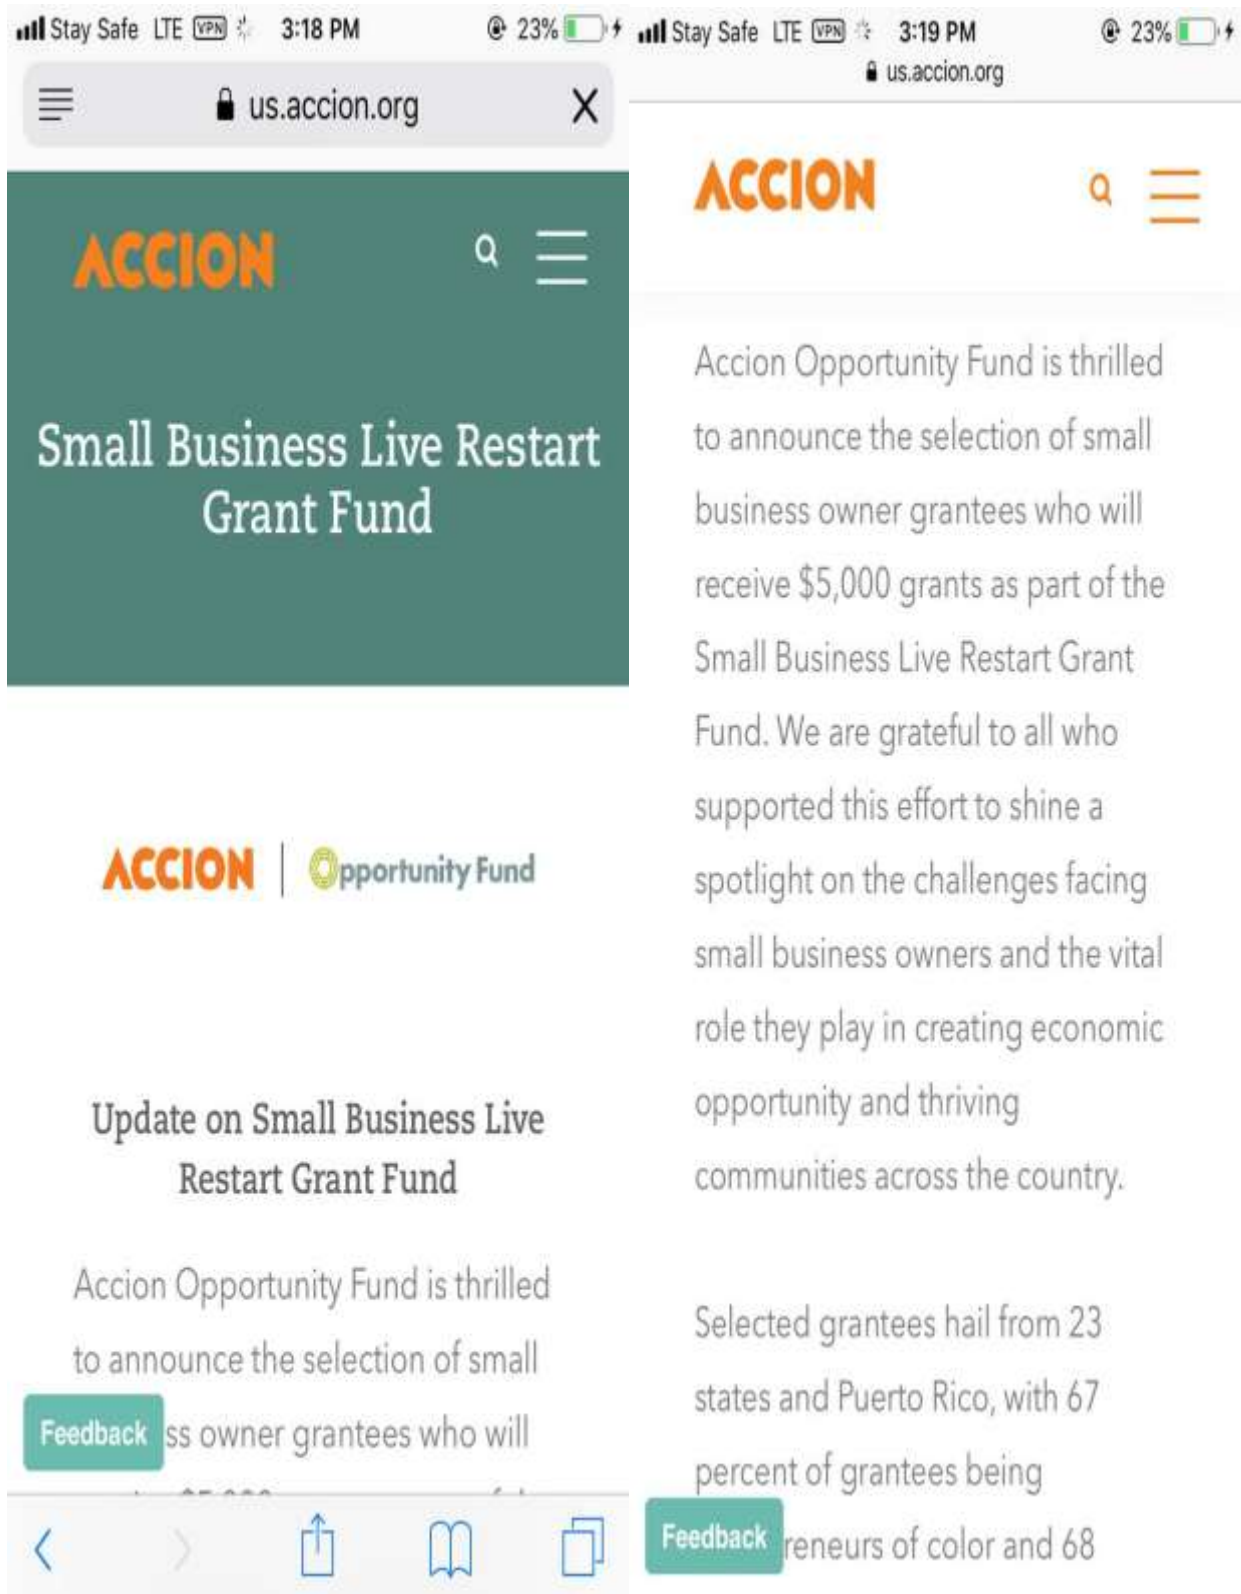 Stay Safe LTE VPN 3:18 PM 23%
us.accion.org X
ACCION
Small Business Live Restart
Grant Fund
ACCION | Opportunity Fund
Update on Small Business Live
Restart Grant Fund
Accion Opportunity Fund is thrilled
to announce the selection of small
ss owner grantees who will
Feedback
Stay Safe LTE VPN 3:19 PM 23%
us.accion.org
ACCION
Accion Opportunity Fund is thrilled
to announce the selection of small
business owner grantees who will
receive $5,000 grants as part of the
Small Business Live Restart Grant
Fund. We are grateful to all who
supported this effort to shine a
spotlight on the challenges facing
small business owners and the vital
role they play in creating economic
opportunity and thriving
communities across the country.
Selected grantees hail from 23
states and Puerto Rico, with 67
percent of grantees being
reneurs of color and 68
Feedback